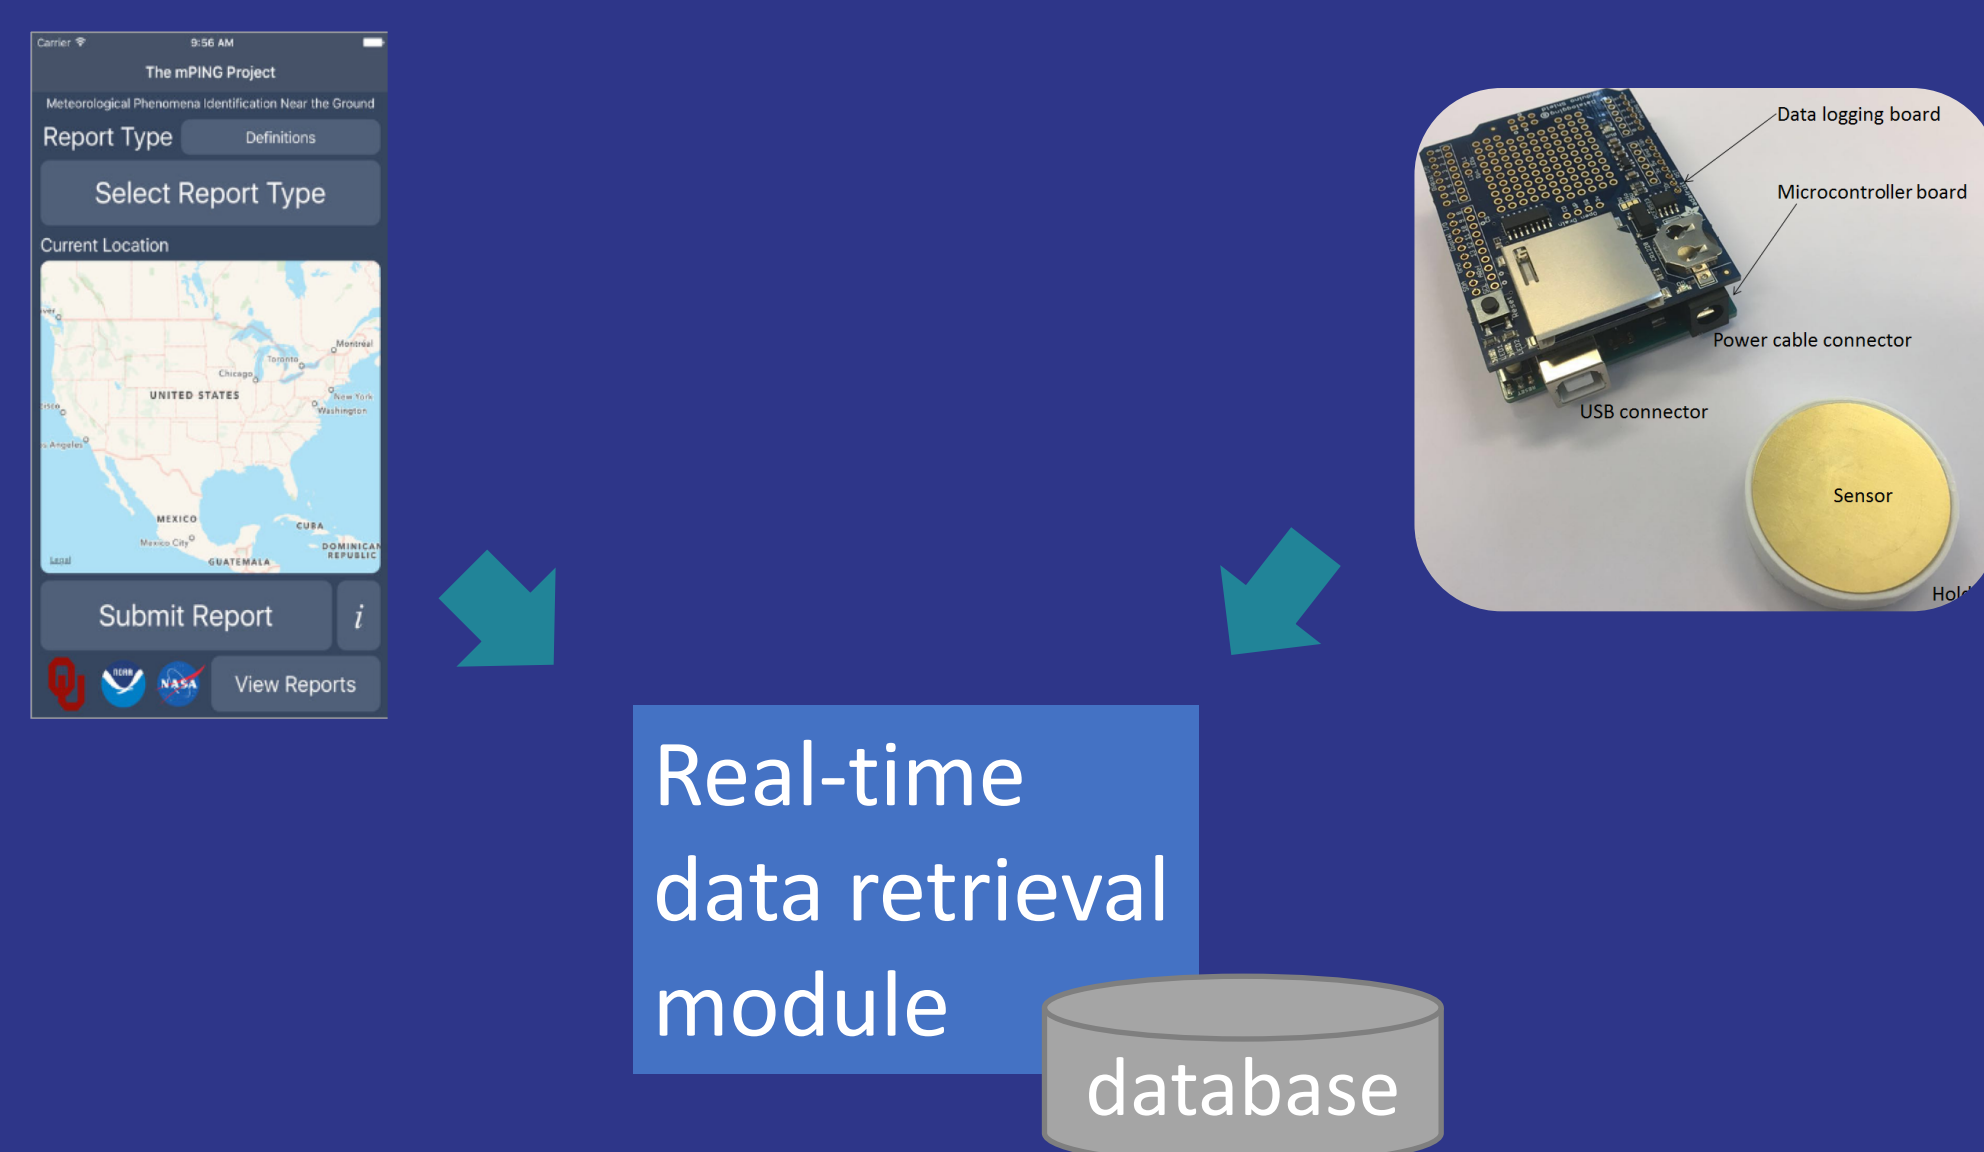 Carrier 9:56 AM
The mPING Project
Meteorological Phenomena Identification Near the Ground
Report Type
Definitions
Select Report Type
Current Location
Montréal
Toronto
Chicago
UNITED STATES
New York
Washington
Angeles
MEXICO
Mexico City
CUBA
DOMINICAN
REPUBLIC
GUATEMALA
Legal
Submit Report
i
NOAA
NASA
View Reports
Data logging board
Microcontroller board
Power cable connector
USB connector
Sensor
Real-time
data retrieval
module
database